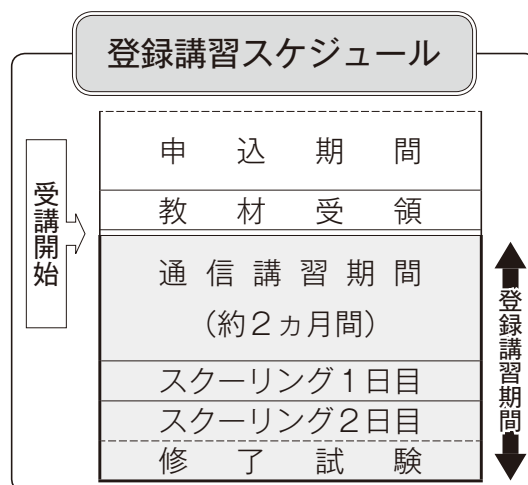 登録講習スケジュール
受講開始
申込期間
教材受領
通信講習期間
(約2ヵ月間)
スクーリング1日目
スクーリング2日目
修了試験
登録講習期間